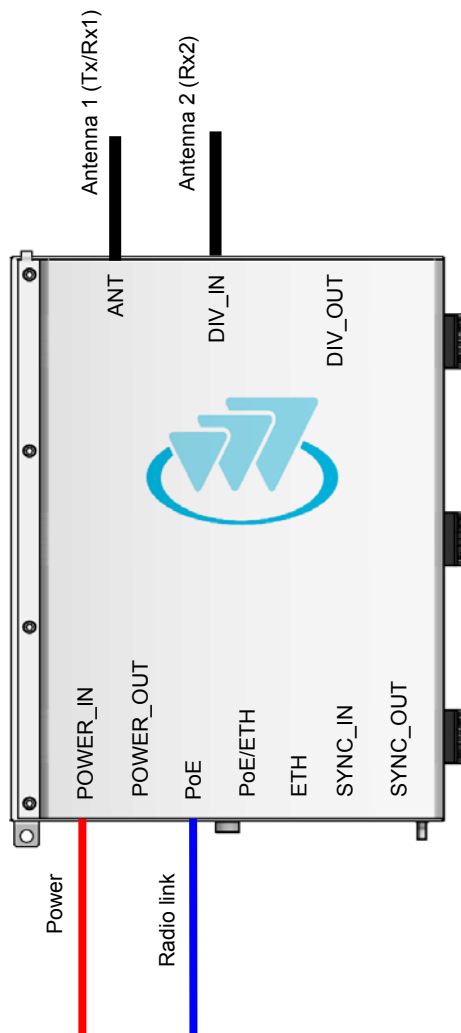 Antenna 1 (Tx/Rx1)
Antenna 2 (Rx2)
ANT
DIV_IN
DIV_OUT
POWER_IN
POWER_OUT
PoE
PoE/ETH
ETH
SYNC_IN
SYNC_OUT
Power
Radio link